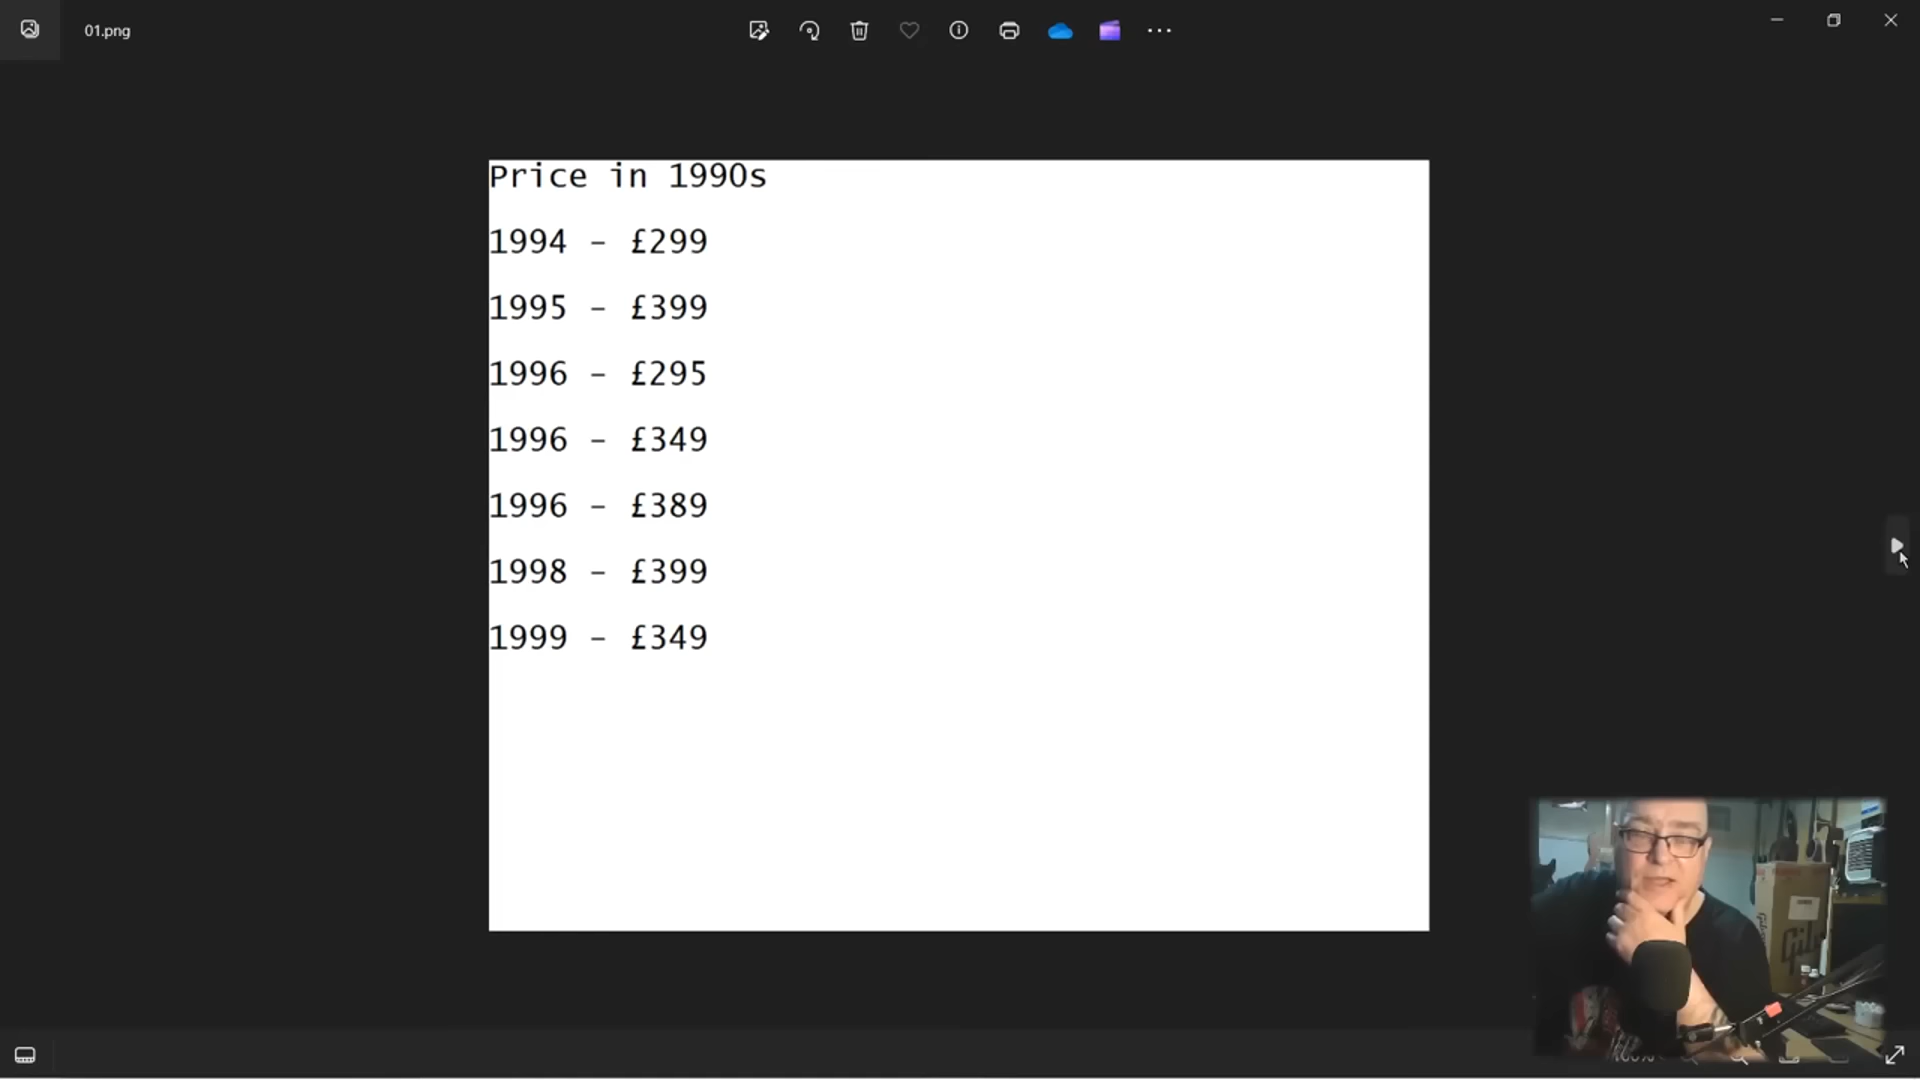 01.png
Price in 1990s
1994 - £299
1995 - £399
1996 - £295
1996 - £349
1996 - £389
1998 - £399
1999 - £349